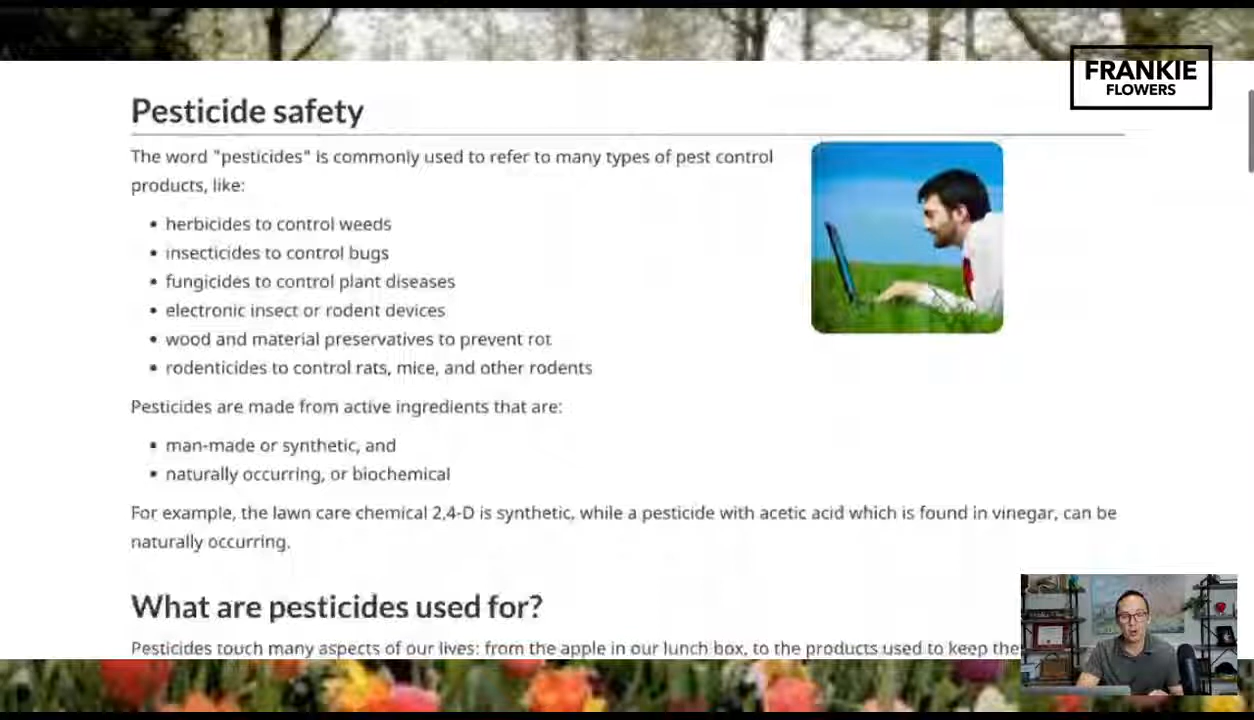 FRANKIE
FLOWERS
Pesticide safety
The word "pesticides" is commonly used to refer to many types of pest control
products, like:
• herbicides to control weeds
• insecticides to control bugs
• fungicides to control plant diseases
• electronic insect or rodent devices
• wood and material preservatives to prevent rot
• rodenticides to control rats, mice, and other rodents
Pesticides are made from active ingredients that are:
• man-made or synthetic, and
• naturally occurring, or biochemical
For example, the lawn care chemical 2,4-D is synthetic, while a pesticide with acetic acid which is found in vinegar, can be
naturally occurring.
What are pesticides used for?
Pesticides touch many aspects of our lives: from the apple in our lunch box, to the products used to keep the